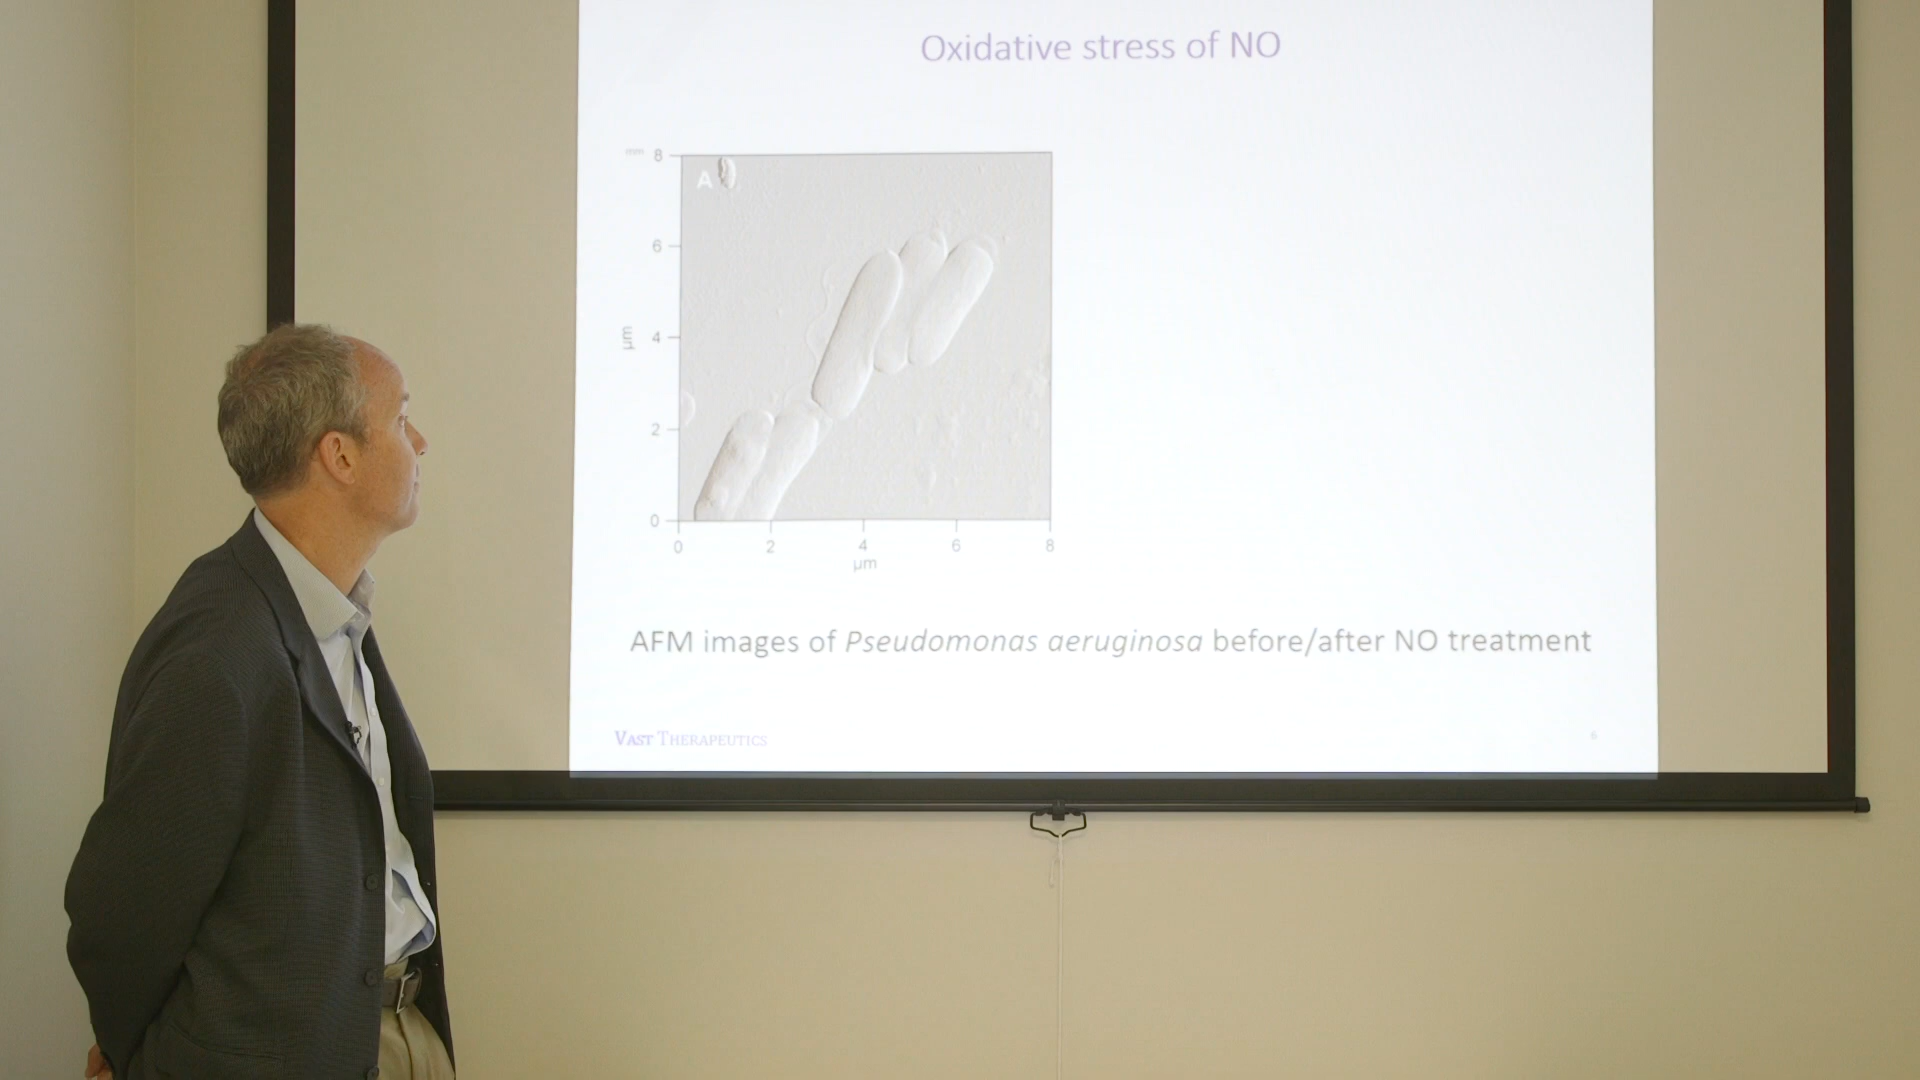 Oxidative stress of NO
8
A
6
µm
4
2
0
0 2 4 6 8
µm
AFM images of Pseudomonas aeruginosa before/after NO treatment
VAST THERAPEUTICS
6